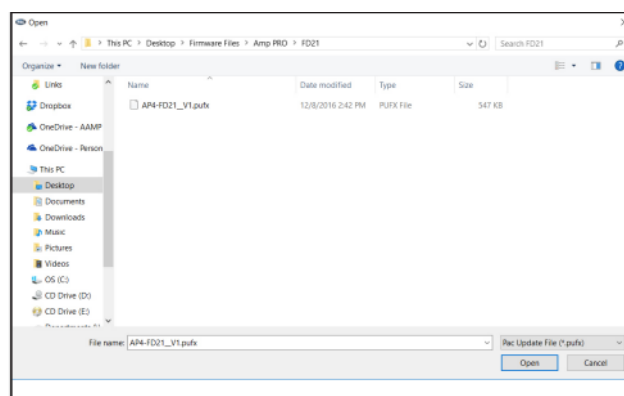 Open
This PC > Desktop > Firmware Files > Amp PRO > FD21
Search FD21
Organize New folder
Links
Dropbox
OneDrive - AAMP
OneDrive - Person
This PC
Desktop
Documents
Downloads
Music
Pictures
Videos
OS (C:)
CD Drive (D:)
CD Drive (E:)
Name Date modified Type Size
AP4-FD21_V1.pufx 12/8/2016 2:42 PM PUFX File 547 KB
File name: AP4-FD21_V1.pufx Pac Update File (*.pufx)
Open Cancel